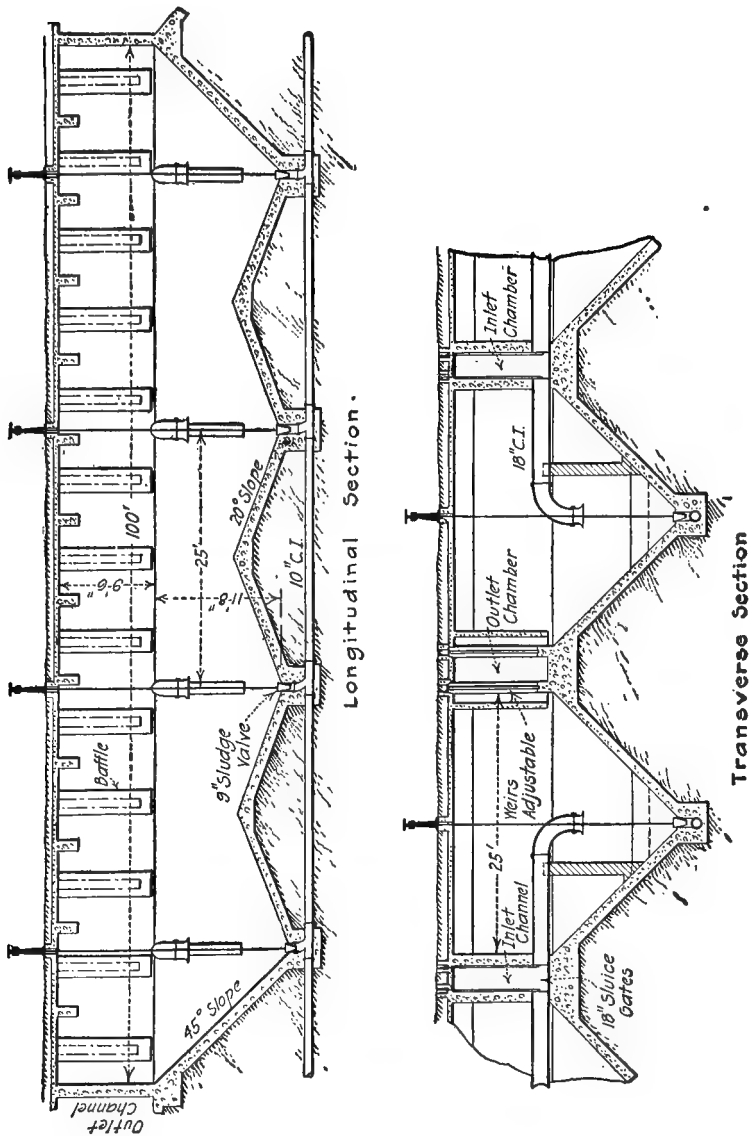 Outlet
Channel
100'
9'-6"
Baffle
25'
11'-8"
20° Slope
10" C.I.
9" Sludge
Valve
45° Slope
Longitudinal Section.
Inlet
Chamber
18" C.I.
Outlet
Chamber
Weirs
Adjustable
25'
Inlet
Channel
18" Sluice
Gates
Transverse Section